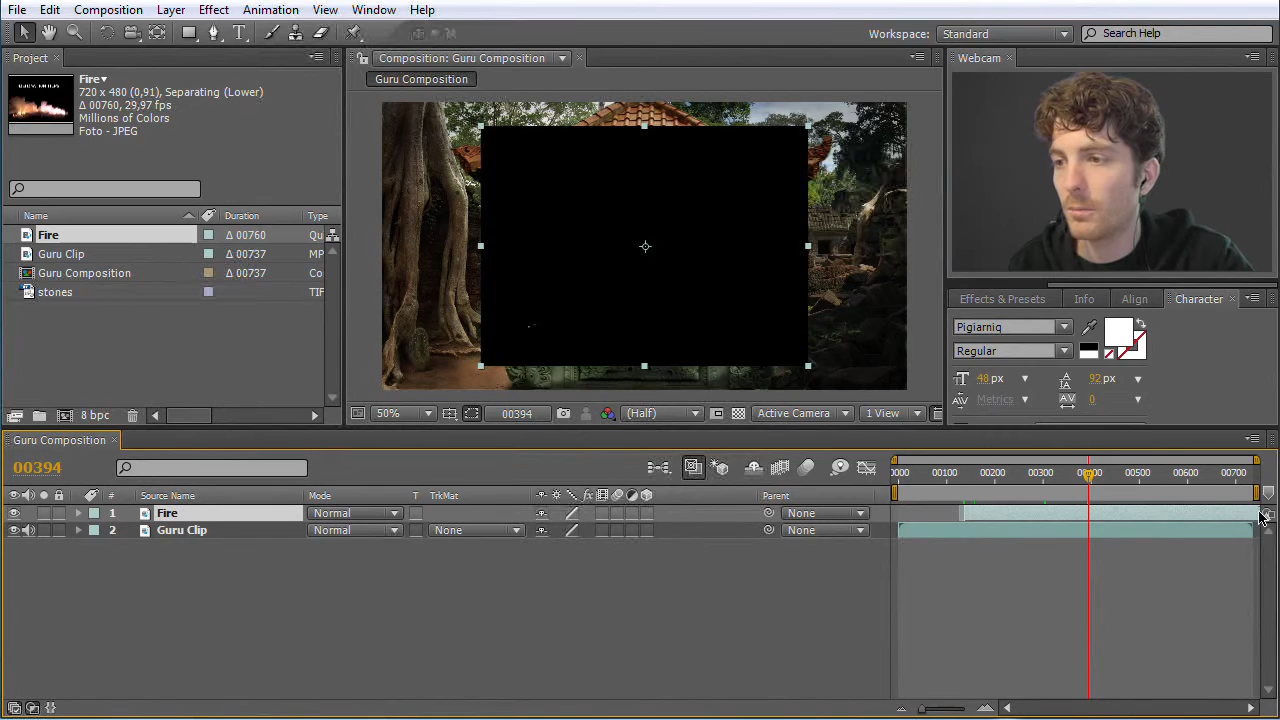 File Edit Composition Layer Effect Animation View Window Help
Workspace: Standard Search Help
Project
Fire
720 x 480 (0,91), Separating (Lower)
Δ 00760, 29,97 fps
Millions of Colors
Foto - JPEG
Name Duration Type
Fire Δ 00760 Qu
Guru Clip Δ 00737 MP
Guru Composition Δ 00737 Co
stones TIF
8 bpc
Composition: Guru Composition
Guru Composition
50% 00394 (Half) Active Camera 1 View
Webcam
Effects & Presets Info Align Character
Pigiarniq
Regular
48 px 92 px
Metrics 0
Guru Composition
00394
0000 00100 00200 00300 00400 00500 00600 00700
# Source Name Mode T TrkMat Parent
1 Fire Normal None
2 Guru Clip Normal None None